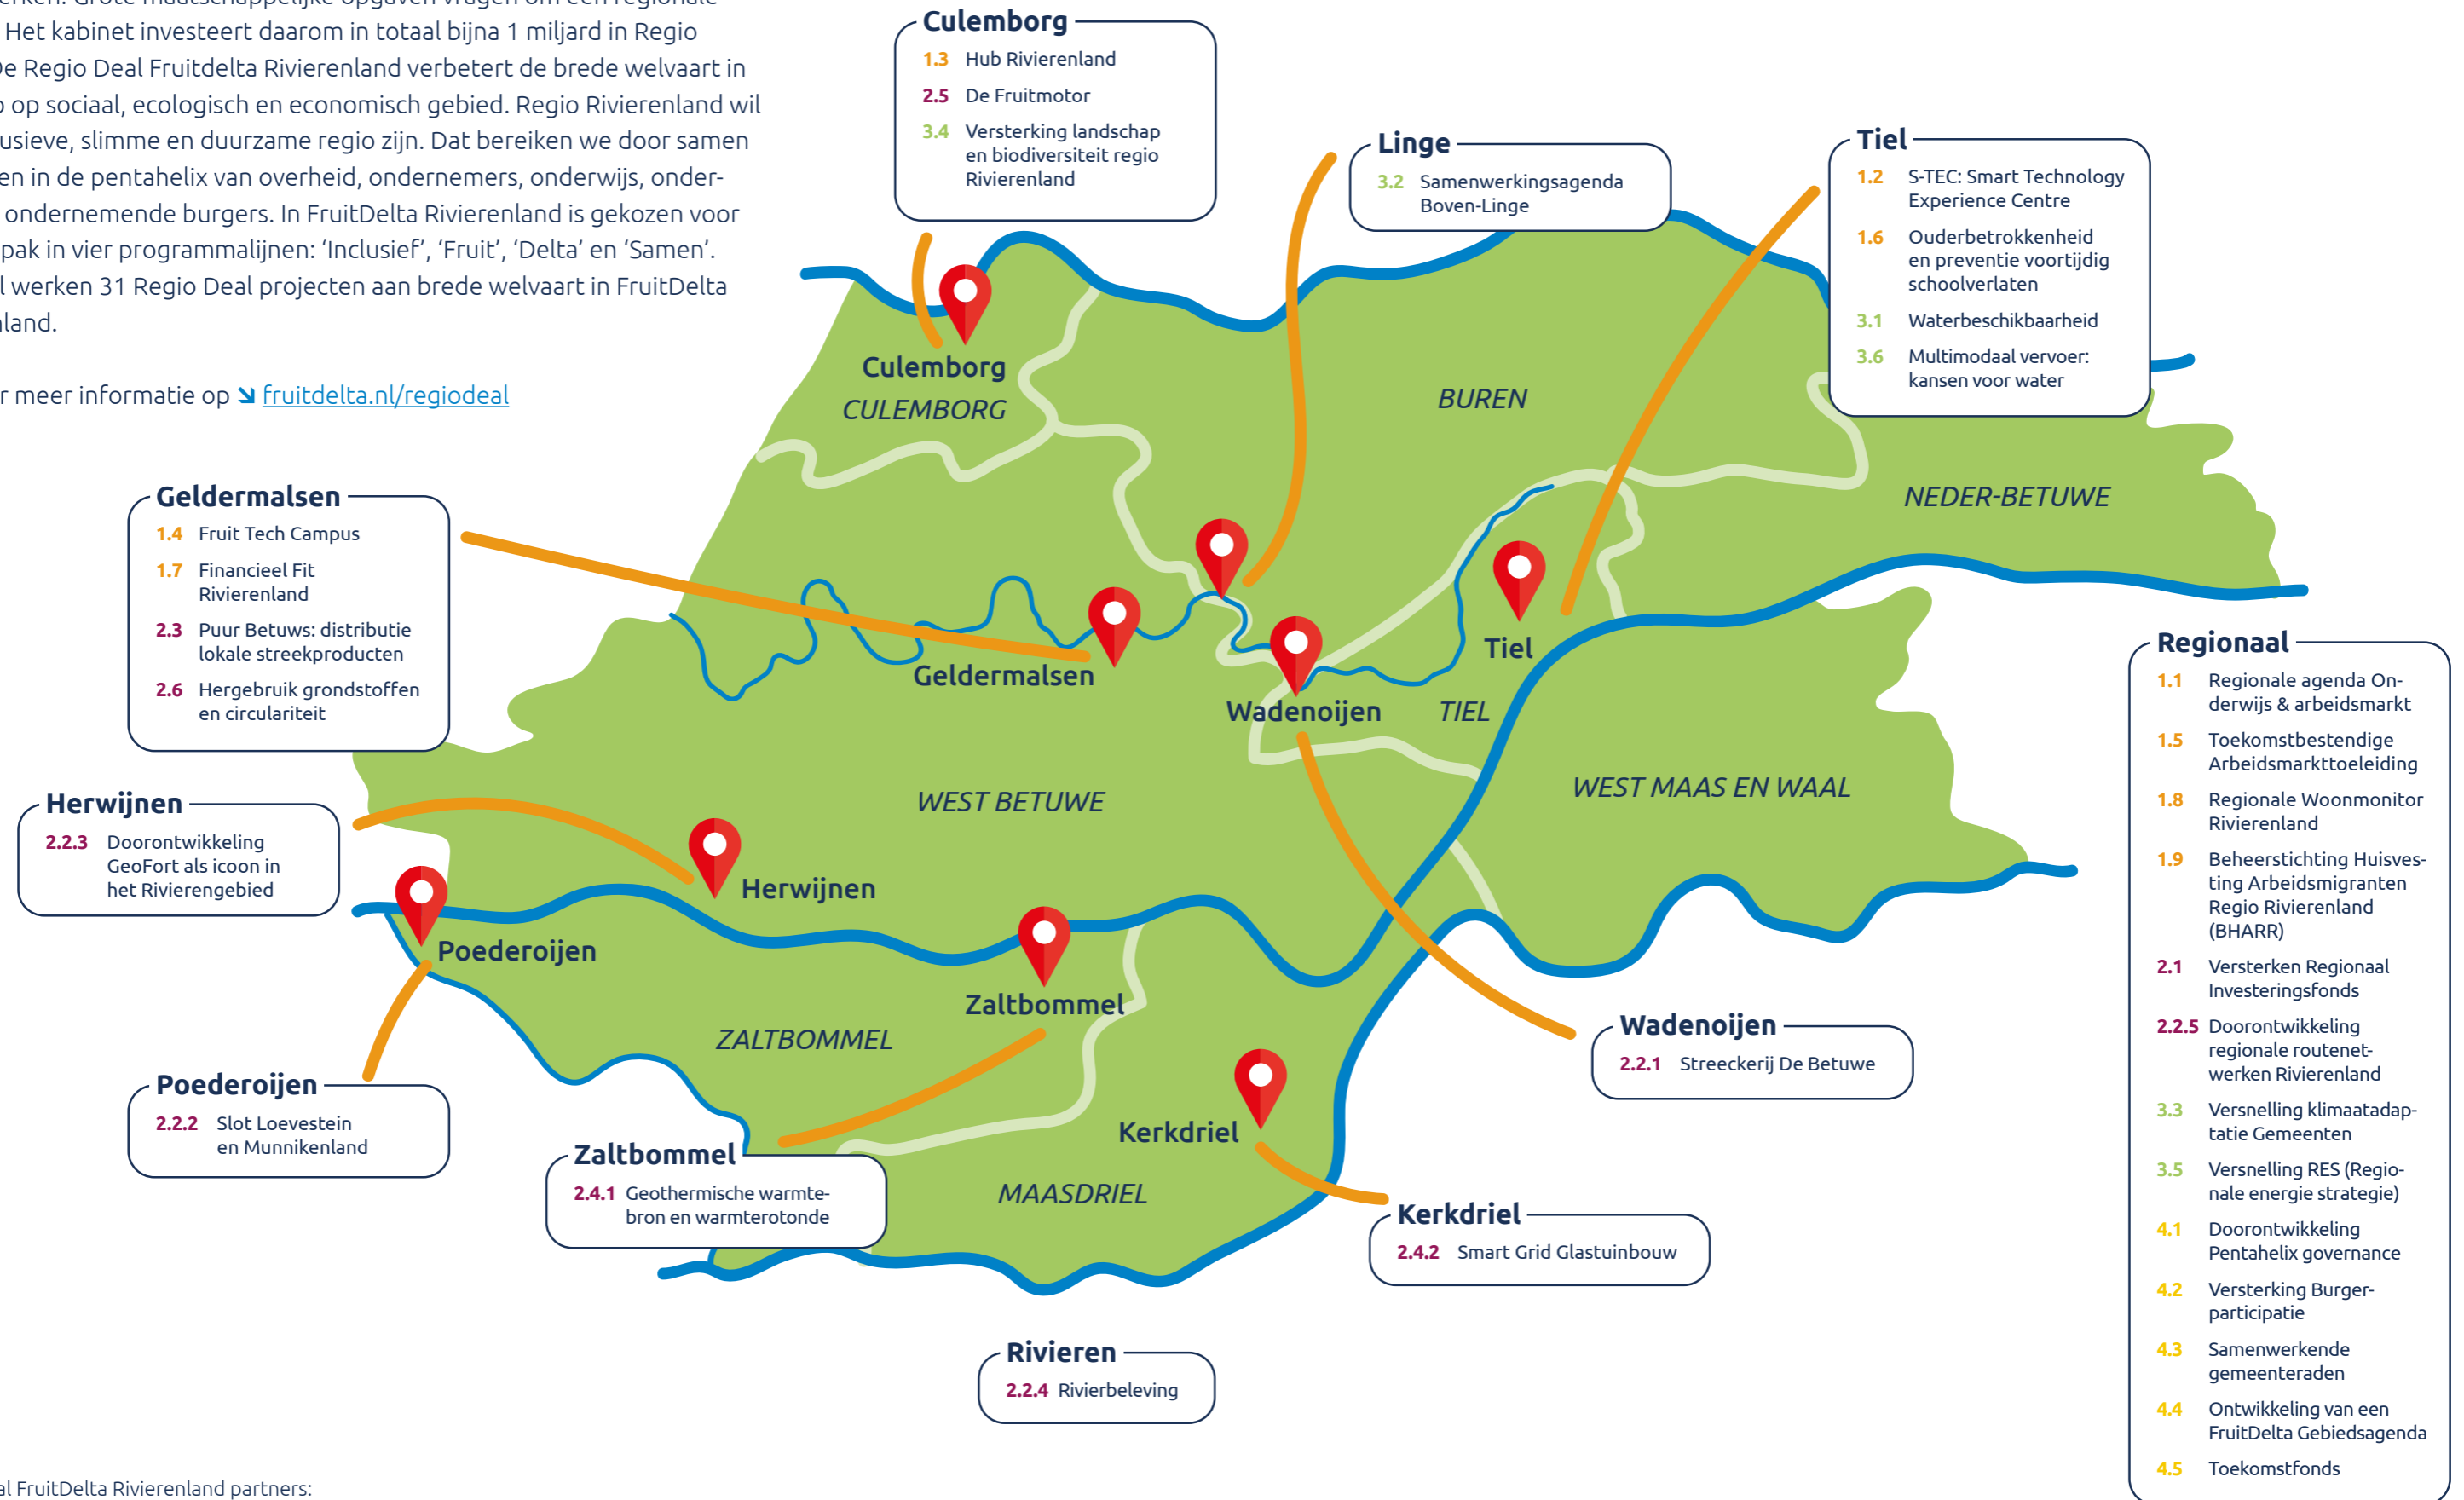 Grote maatschappelijke opgaven vragen om een regionale
Het kabinet investeert daarom in totaal bijna 1 miljard in Regio
De Regio Deal Fruitdelta Rivierenland verbetert de brede welvaart in
op sociaal, ecologisch en economisch gebied. Regio Rivierenland wil
usieve, slimme en duurzame regio zijn. Dat bereiken we door samen
en in de pentahelix van overheid, ondernemers, onderwijs, onder-
ondernemende burgers. In FruitDelta Rivierenland is gekozen voor
pak in vier programmalijnen: ‘Inclusief’, ‘Fruit’, ‘Delta’ en ‘Samen’.
l werken 31 Regio Deal projecten aan brede welvaart in FruitDelta
nland.
r meer informatie op ↘ fruitdelta.nl/regiodeal
Culemborg
1.3 Hub Rivierenland
2.5 De Fruitmotor
3.4 Versterking landschap
en biodiversiteit regio
Rivierenland
Linge
3.2 Samenwerkingsagenda
Boven-Linge
Tiel
1.2 S-TEC: Smart Technology
Experience Centre
1.6 Ouderbetrokkenheid
en preventie voortijdig
schoolverlaten
3.1 Waterbeschikbaarheid
3.6 Multimodaal vervoer:
kansen voor water
Culemborg
CULEMBORG
BUREN
NEDER-BETUWE
Geldermalsen
1.4 Fruit Tech Campus
1.7 Financieel Fit
Rivierenland
2.3 Puur Betuws: distributie
lokale streekproducten
2.6 Hergebruik grondstoffen
en circulariteit
Geldermalsen
Tiel
Wadenoijen
TIEL
WEST BETUWE
WEST MAAS EN WAAL
Herwijnen
2.2.3 Doorontwikkeling
GeoFort als icoon in
het Rivierengebied
Herwijnen
Poederoijen
Zaltbommel
ZALTBOMMEL
Poederoijen
2.2.2 Slot Loevestein
en Munnikenland
Zaltbommel
2.4.1 Geothermische warmte-
bron en warmterotonde
Kerkdriel
MAASDRIEL
Wadenoijen
2.2.1 Streeckerij De Betuwe
Kerkdriel
2.4.2 Smart Grid Glastuinbouw
Rivieren
2.2.4 Rivierbeleving
Regionaal
1.1 Regionale agenda On-
derwijs & arbeidsmarkt
1.5 Toekomstbestendige
Arbeidsmarkttoeleiding
1.8 Regionale Woonmonitor
Rivierenland
1.9 Beheerstichting Huisves-
ting Arbeidsmigranten
Regio Rivierenland
(BHARR)
2.1 Versterken Regionaal
Investeringsfonds
2.2.5 Doorontwikkeling
regionale routenet-
werken Rivierenland
3.3 Versnelling klimaatadap-
tatie Gemeenten
3.5 Versnelling RES (Regio-
nale energie strategie)
4.1 Doorontwikkeling
Pentahelix governance
4.2 Versterking Burger-
participatie
4.3 Samenwerkende
gemeenteraden
4.4 Ontwikkeling van een
FruitDelta Gebiedsagenda
4.5 Toekomstfonds
al FruitDelta Rivierenland partners: